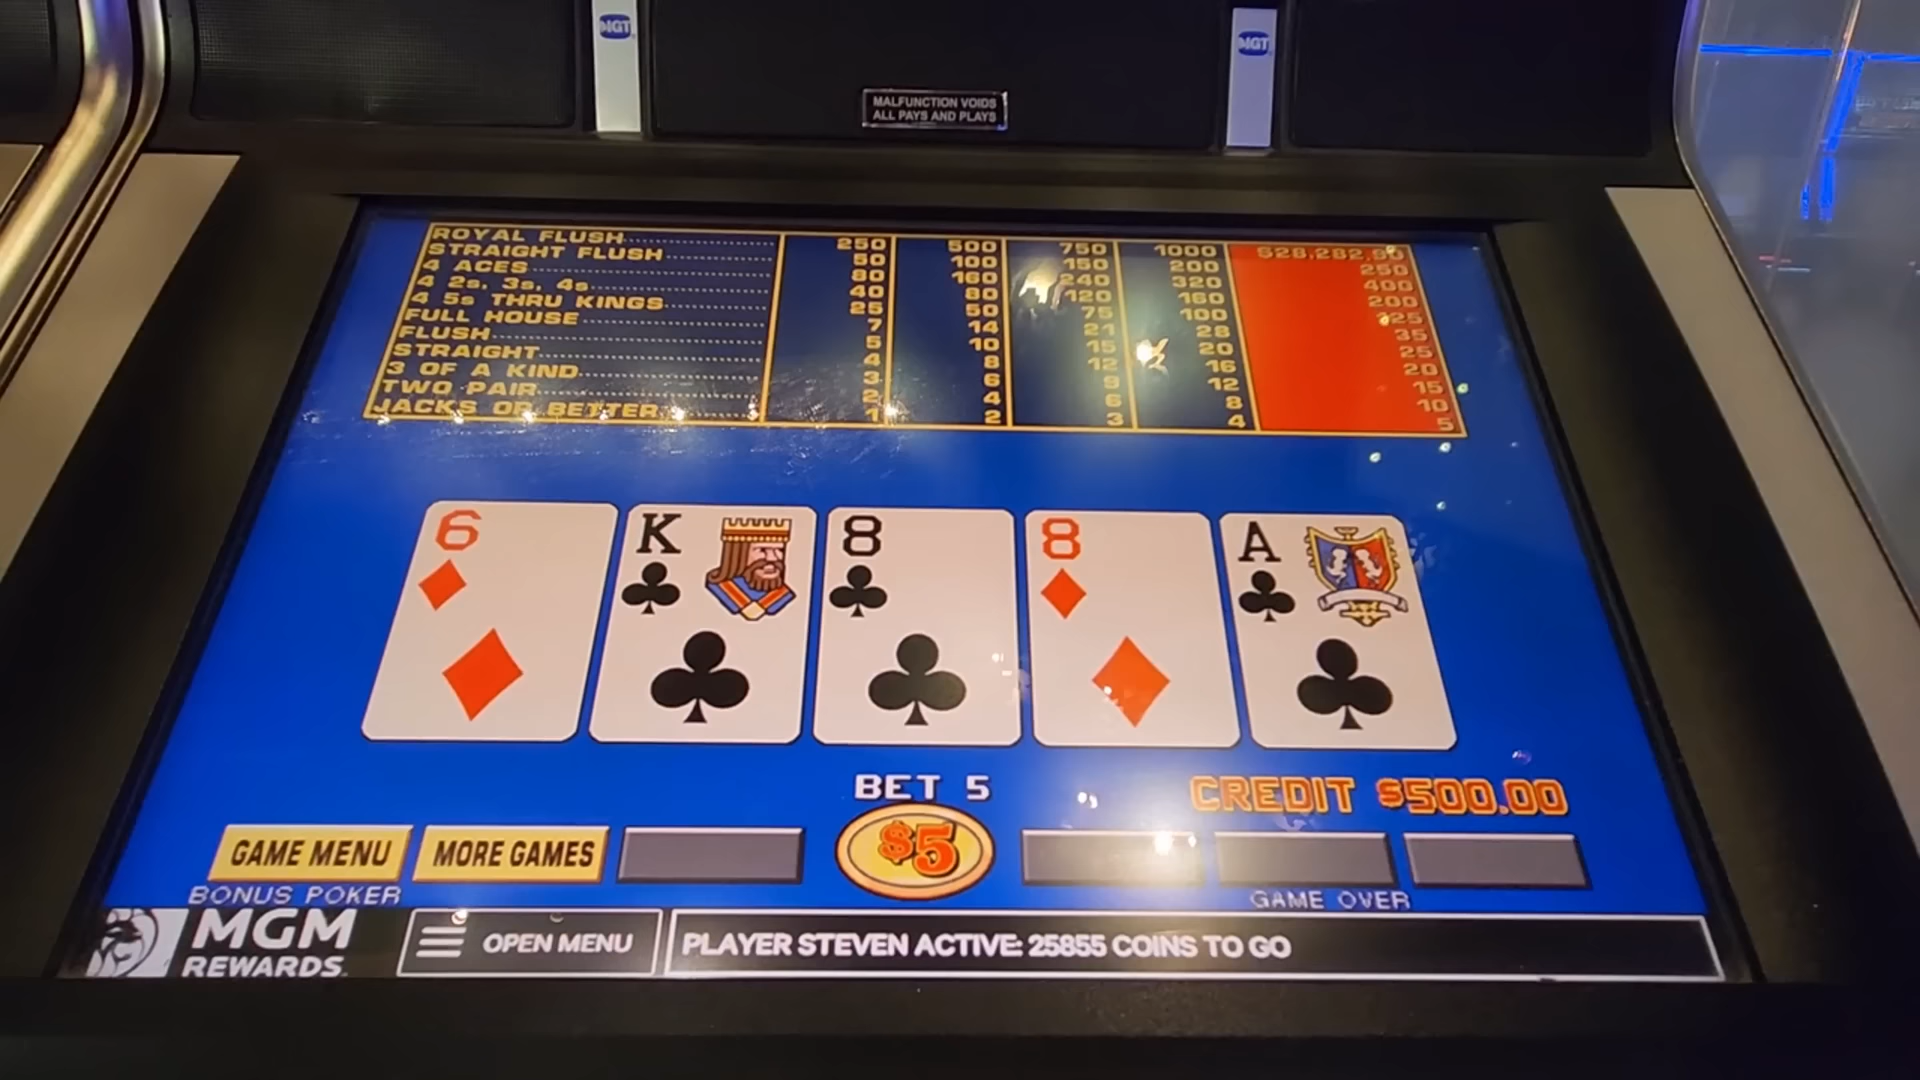 IGT
IGT
MALFUNCTION VOIDS
ALL PAYS AND PLAYS
ROYAL FLUSH 250 500 750 1000 628,282.90
STRAIGHT FLUSH 50 100 150 200 250
4 ACES 80 160 240 320 400
4 2s, 3s, 4s 40 80 120 160 200
4 5s THRU KINGS 25 50 75 100 125
FULL HOUSE 7 14 21 28 35
FLUSH 5 10 15 20 25
STRAIGHT 4 8 12 16 20
3 OF A KIND 3 6 9 12 15
TWO PAIR 2 4 6 8 10
JACKS OR BETTER 1 2 3 4 5
6 K 8 8 A
BET 5
CREDIT $500.00
GAME MENU
MORE GAMES
$5
BONUS POKER
GAME OVER
MGM
REWARDS
OPEN MENU
PLAYER STEVEN ACTIVE: 25855 COINS TO GO